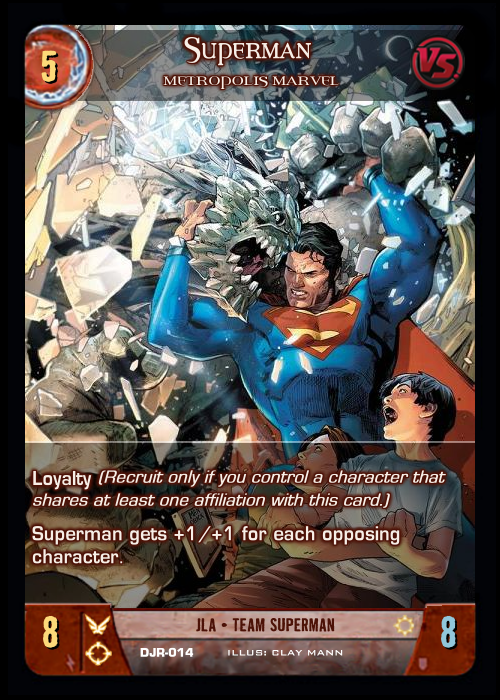 5
SUPERMAN
METROPOLIS MARVEL
VS.
Loyalty (Recruit only if you control a character that
shares at least one affiliation with this card.)
Superman gets +1/+1 for each opposing
character.
8
JLA • TEAM SUPERMAN
8
DJR-014
ILLUS: CLAY MANN